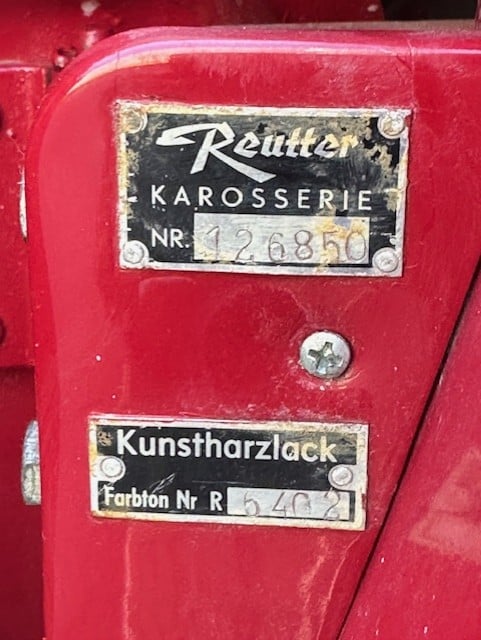 Reutter
KAROSSERIE
NR. 126850
Kunstharzlack
Farbton Nr R 6402